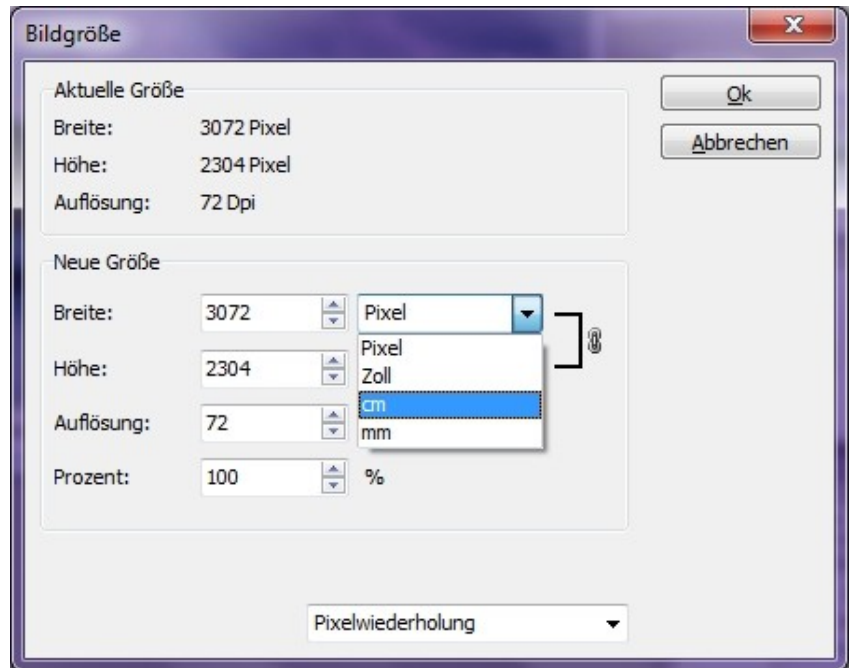 Bildgröße
Aktuelle Größe
Breite: 3072 Pixel
Höhe: 2304 Pixel
Auflösung: 72 Dpi
Ok
Abbrechen
Neue Größe
Breite: 3072 Pixel
Pixel
Höhe: 2304 Zoll
cm
Auflösung: 72
mm
Prozent: 100 %
Pixelwiederholung